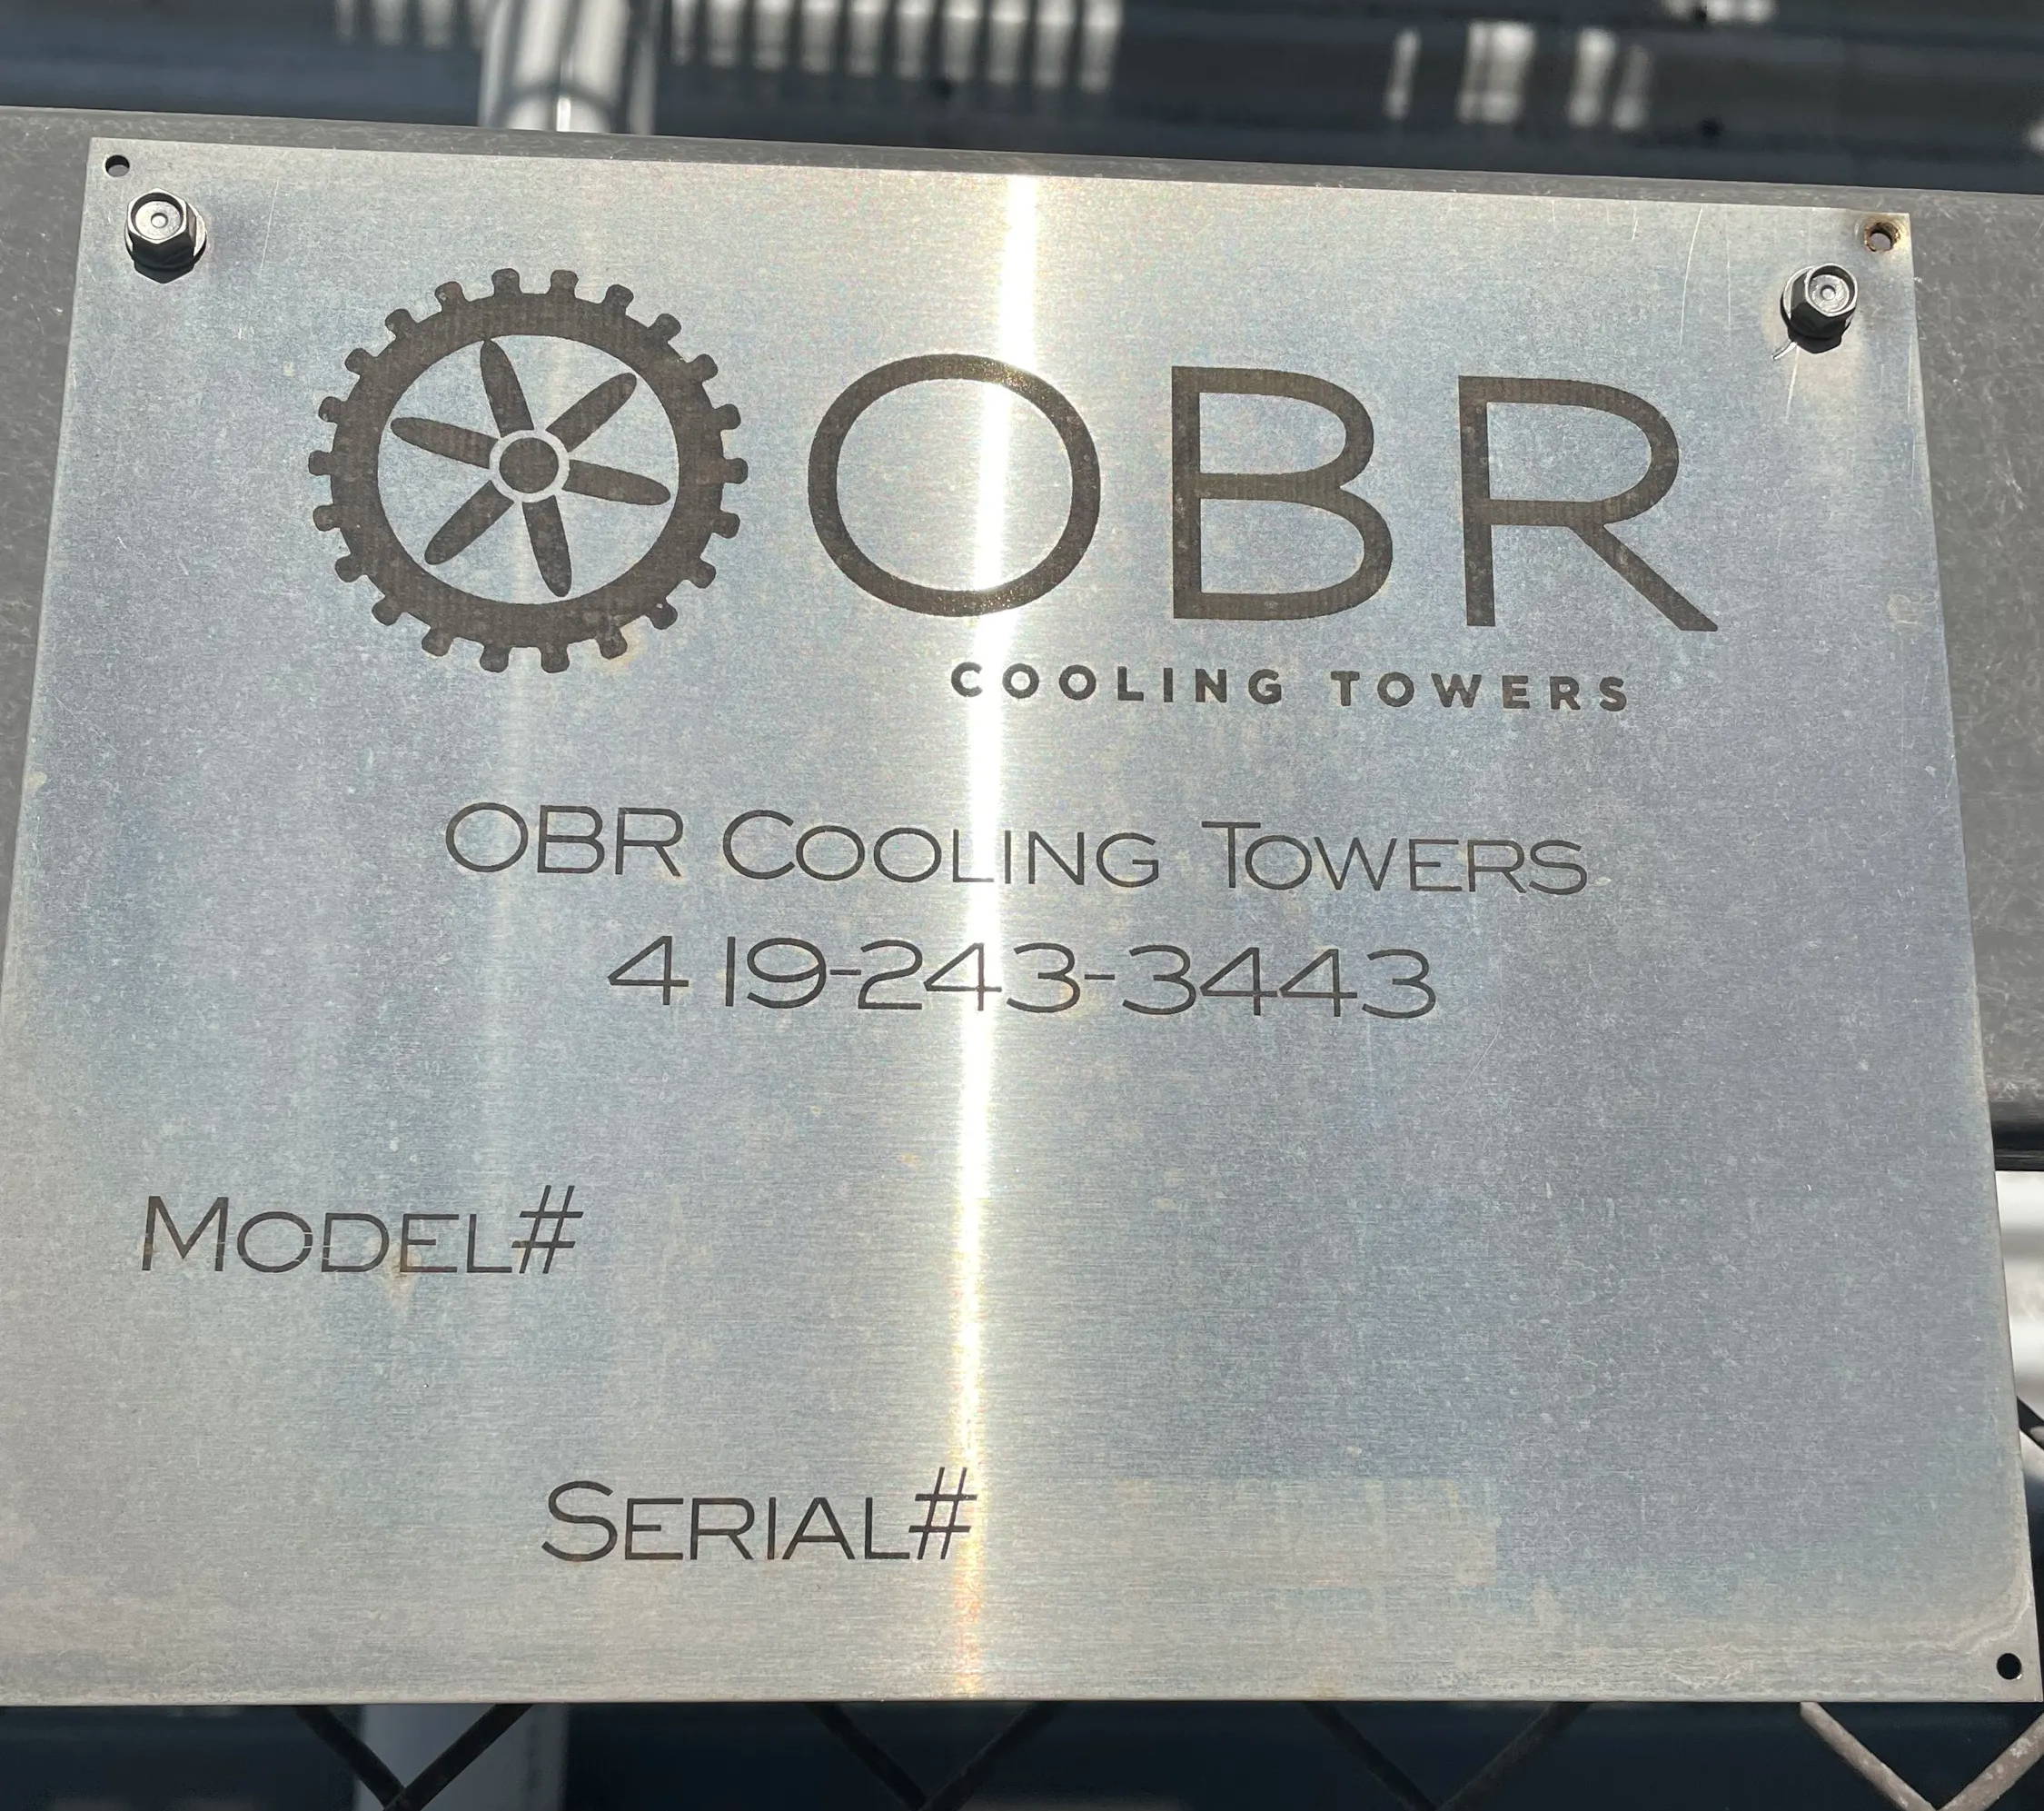 OBR
COOLING TOWERS
OBR COOLING TOWERS
419-243-3443
MODEL#
SERIAL#